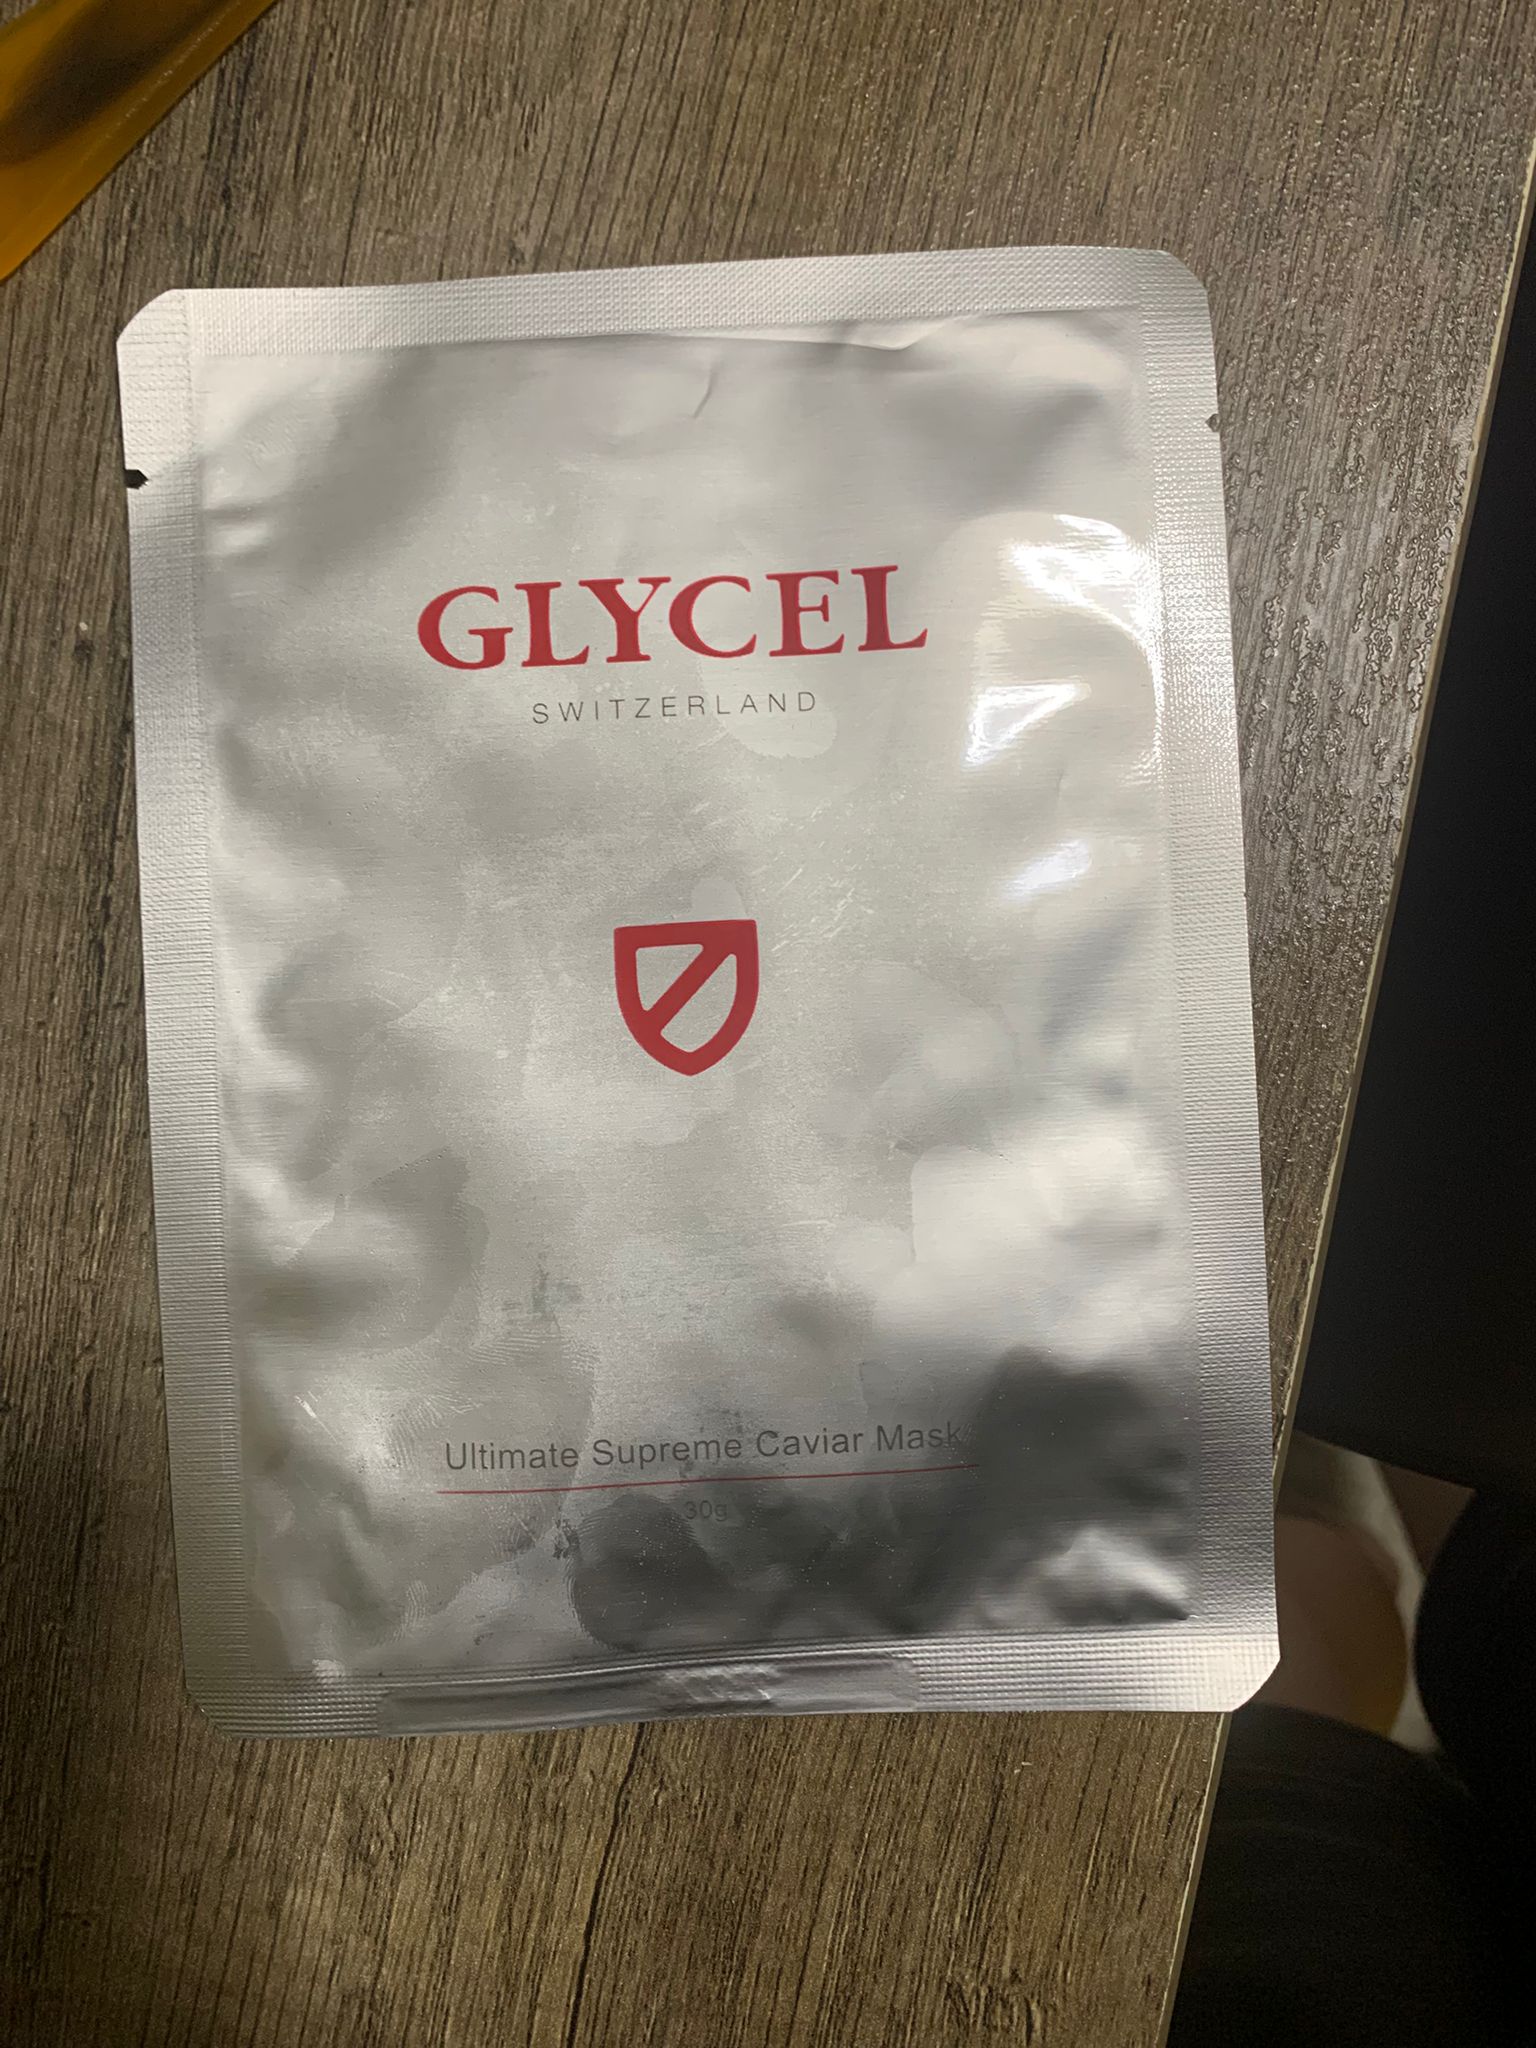 GLYCEL
SWITZERLAND
Ultimate Supreme Caviar Mask
30g